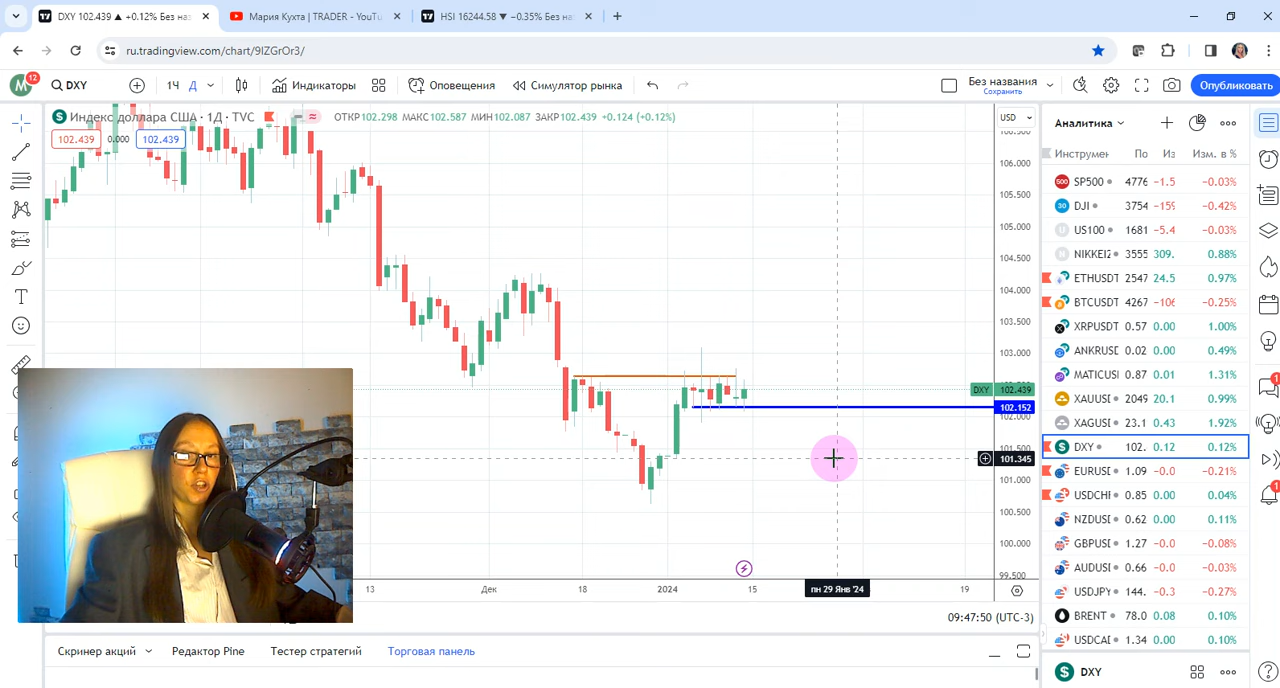 DXY 102.439 ▲ +0.12% Без на
Мария Кухта | TRADER - YouTu
HSI 15844.58 ▼ −0.35% Без на
ru.tradingview.com/chart/9IZGrOr3/
M
12
DXY
1Ч
Д
Индикаторы
Оповещения
Симулятор рынка
Без названия
Сохранить
Опубликовать
Индекс доллара США · 1Д · TVC
102.298 МАКС102.587 МИН102.087 ЗАКР102.439 +0.124 (+0.12%)
102.439
0.000
102.439
USD
106.000
105.500
105.000
104.500
104.000
103.500
103.000
DXY 102.439
102.152
102.000
101.345
101.000
100.500
100.000
99.500
Дек
18
2024
15
пн 29 Янв '24
19
09:47:50 (UTC-3)
Скринер акций
Редактор Pine
Тестер стратегий
Торговая панель
Аналитика
Инструмен По Из Изм. в %
SP500 4776 −1.5 −0.03%
DJI 3754 −159 −0.42%
US100 1681 −5.4 −0.03%
NIKKEI2 3555 309. 0.88%
ETHUSDT 2547 24.5 0.97%
BTCUSDT 4267 −106 −0.25%
XRPUSDT 0.57 0.00 1.00%
ANKRUSD 0.02 0.00 0.49%
MATICUS 0.87 0.01 1.31%
XAUUSD 2049 20.1 0.99%
XAGUSD 23.1 0.43 1.92%
DXY 102. 0.12 0.12%
EURUSD 1.09 −0.0 −0.21%
USDCHF 0.85 0.00 0.04%
NZDUSD 0.62 0.00 0.11%
GBPUSD 1.27 −0.0 −0.08%
AUDUSD 0.66 −0.0 −0.03%
USDJPY 144. −0.3 −0.27%
BRENT 78.0 0.08 0.10%
USDCAD 1.34 0.00 0.10%
DXY